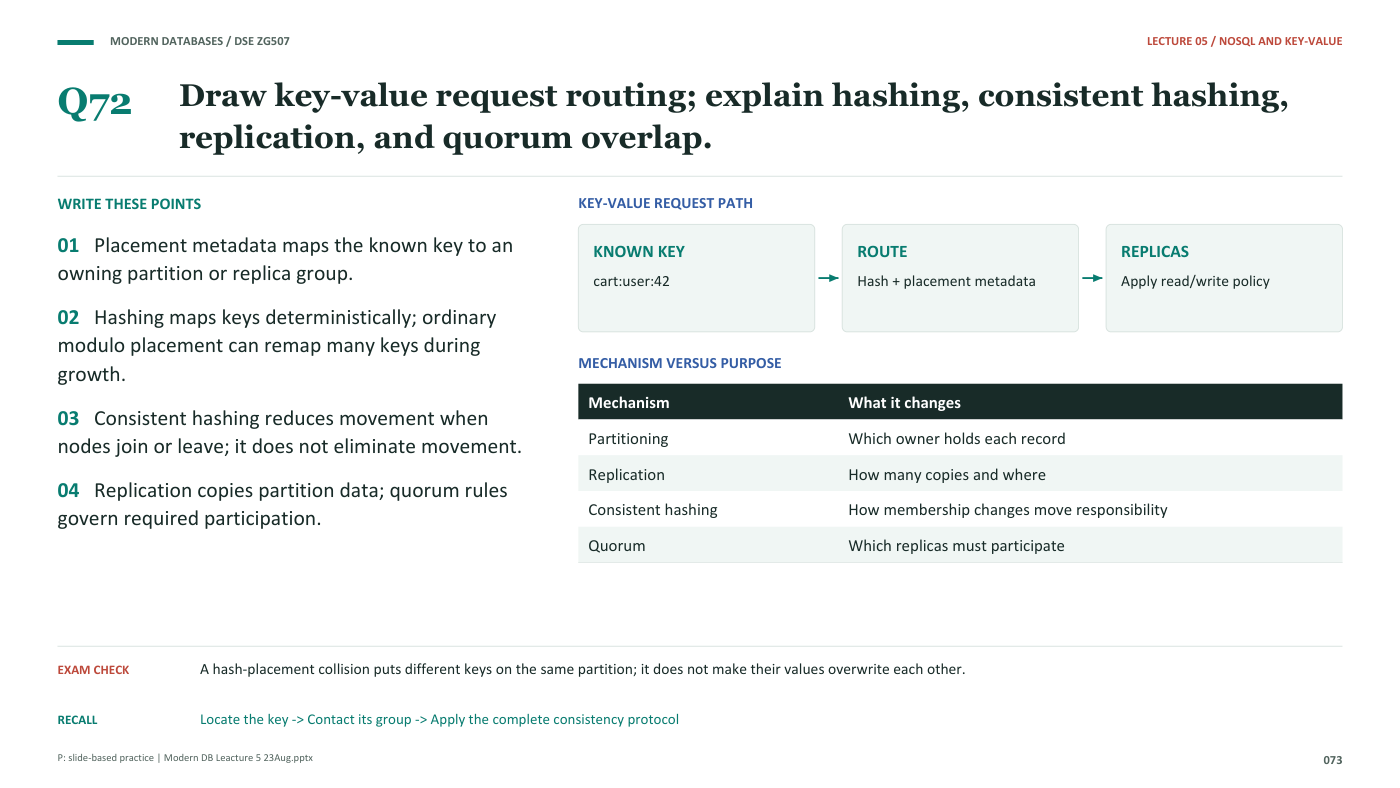 MODERN DATABASES / DSE ZG507
LECTURE 05 / NOSQL AND KEY-VALUE
Q72
Draw key-value request routing; explain hashing, consistent hashing,
replication, and quorum overlap.
WRITE THESE POINTS
01 Placement metadata maps the known key to an
owning partition or replica group.
02 Hashing maps keys deterministically; ordinary
modulo placement can remap many keys during
growth.
03 Consistent hashing reduces movement when
nodes join or leave; it does not eliminate movement.
04 Replication copies partition data; quorum rules
govern required participation.
KEY-VALUE REQUEST PATH
KNOWN KEY
cart:user:42
ROUTE
Hash + placement metadata
REPLICAS
Apply read/write policy
MECHANISM VERSUS PURPOSE
Mechanism What it changes
Partitioning Which owner holds each record
Replication How many copies and where
Consistent hashing How membership changes move responsibility
Quorum Which replicas must participate
EXAM CHECK A hash-placement collision puts different keys on the same partition; it does not make their values overwrite each other.
RECALL Locate the key -> Contact its group -> Apply the complete consistency protocol
P: slide-based practice | Modern DB Leacture 5 23Aug.pptx
073